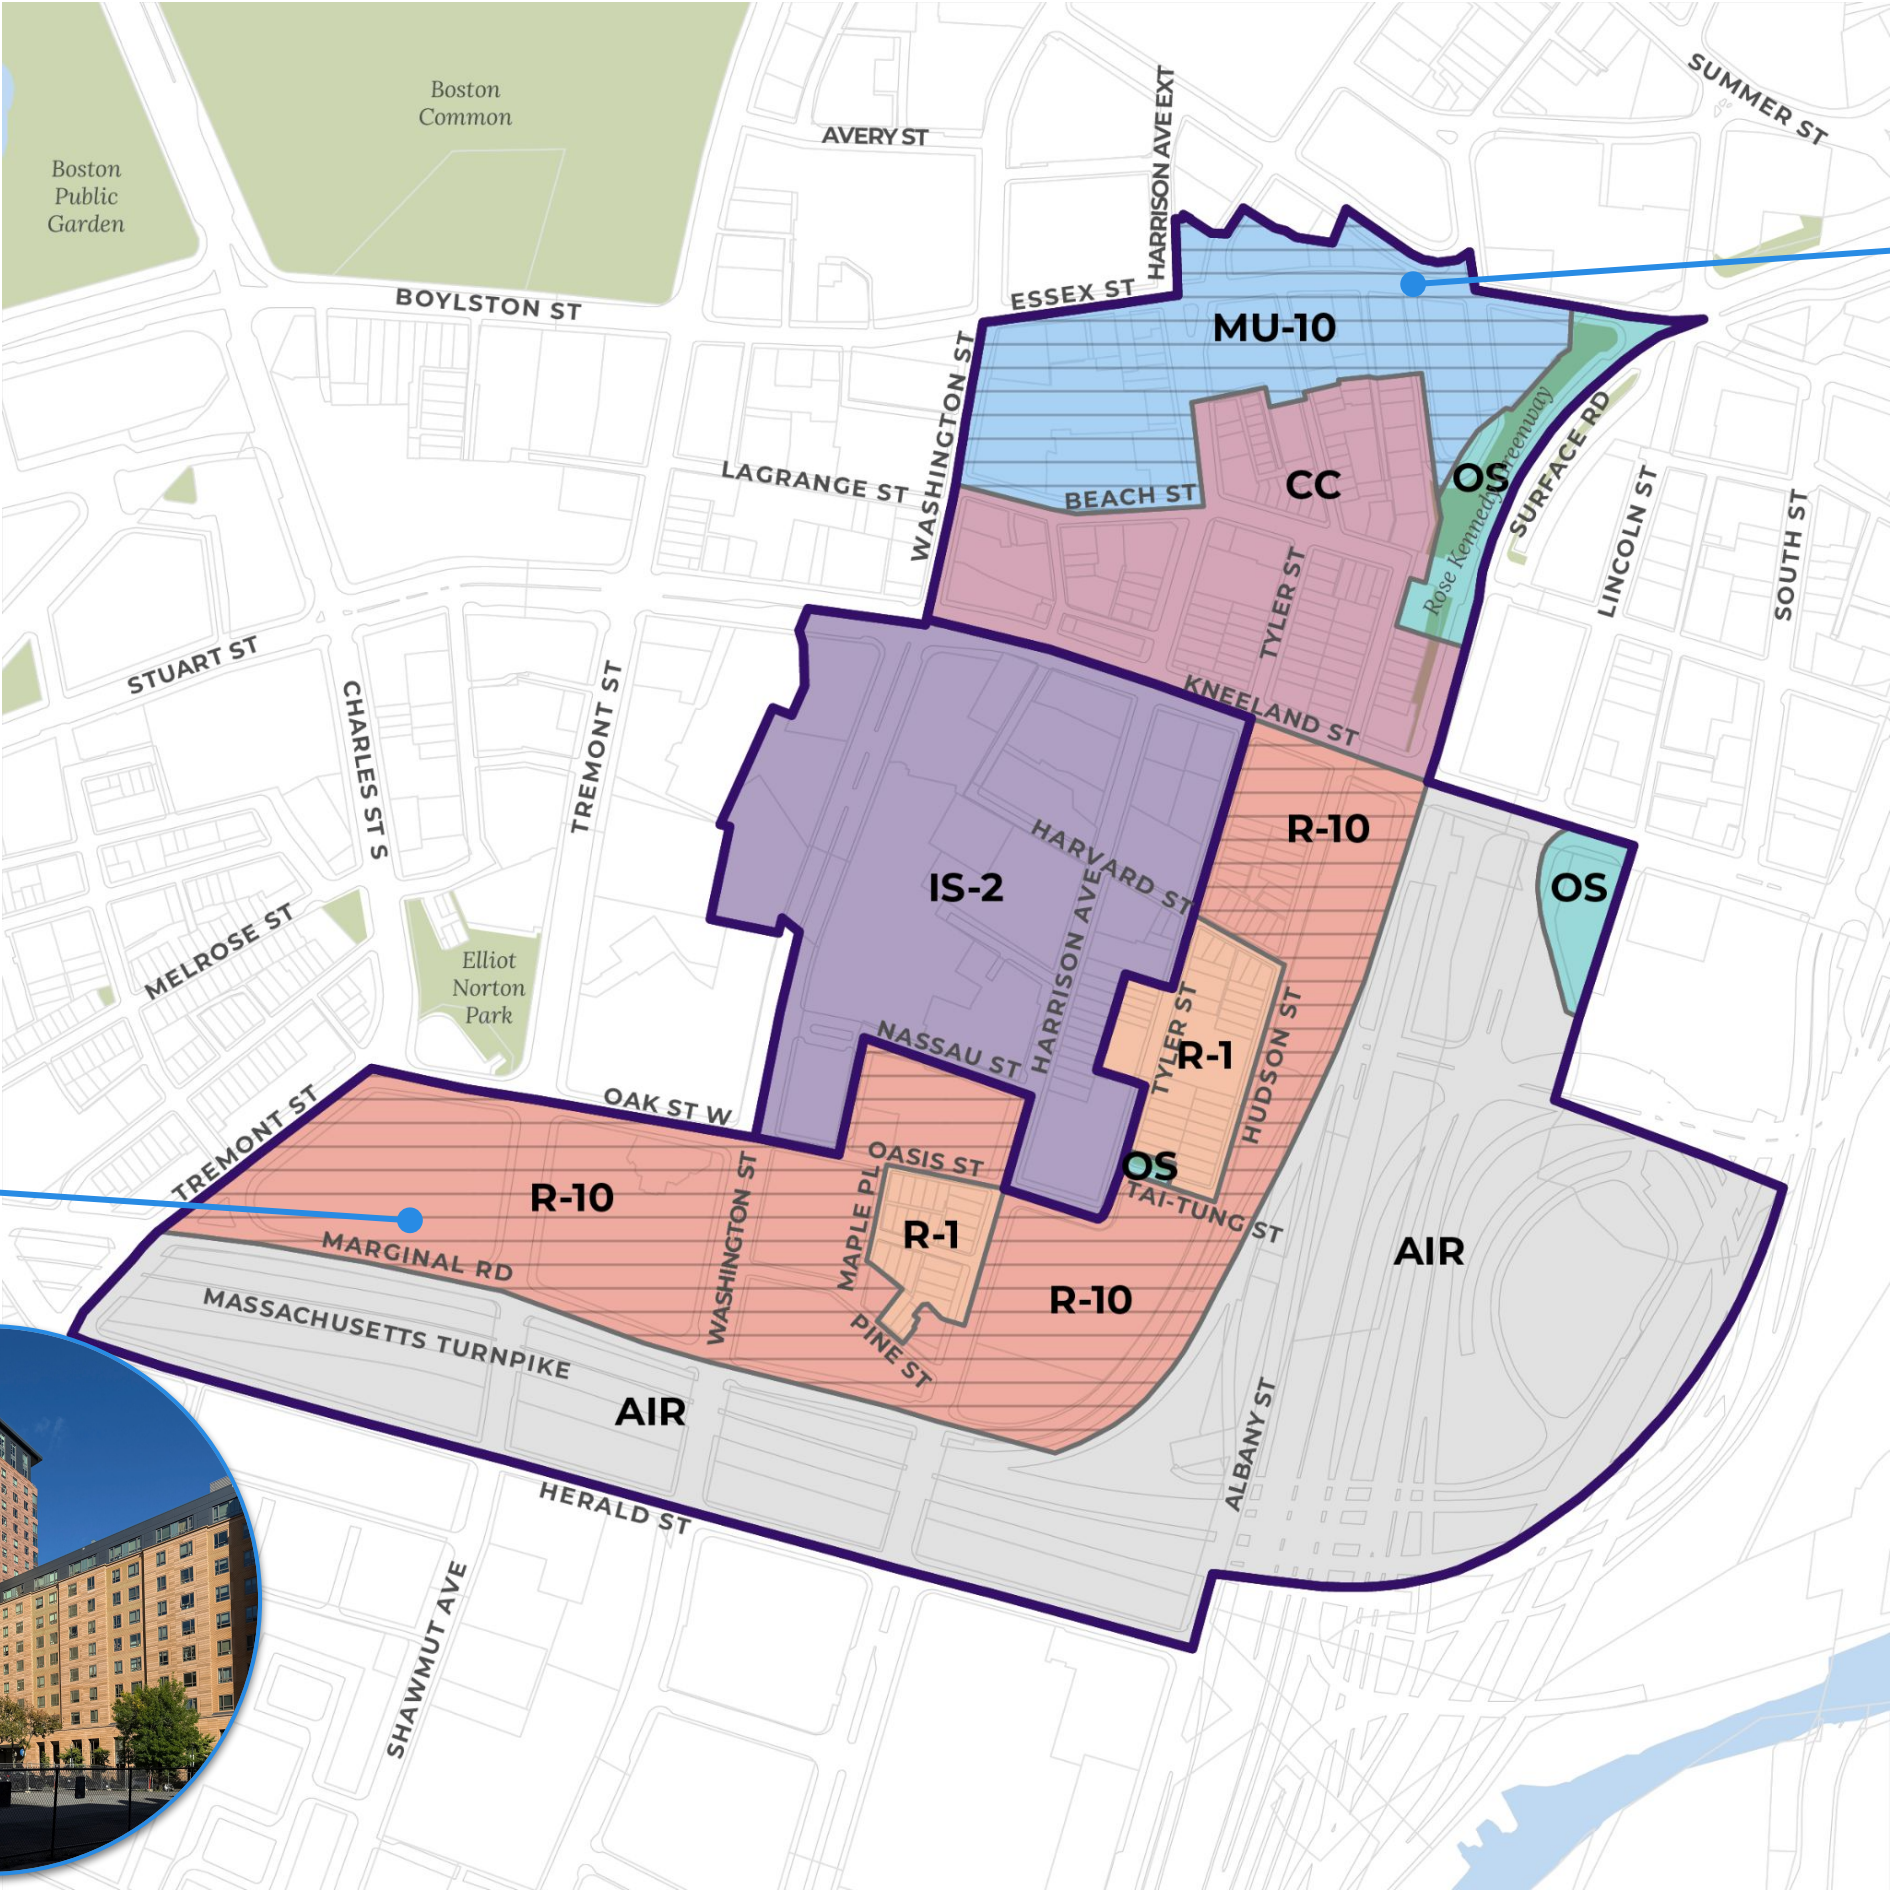 SUMMER ST
Boston
Common
HARRISON AVE EXT
AVERY ST
Boston
Public
Garden
ESSEX ST
BOYLSTON ST
MU-10
WASHINGTON ST
Rose Kennedy Greenway
SURFACE RD
LAGRANGE ST
BEACH ST
CC
OS
LINCOLN ST
SOUTH ST
TYLER ST
STUART ST
CHARLES ST S
TREMONT ST
KNEELAND ST
R-10
HARVARD ST
IS-2
OS
MELROSE ST
Elliot
Norton
Park
HARRISON AVE
NASSAU ST
TYLER ST
R-1
HUDSON ST
TREMONT ST
OAK ST W
OASIS ST
OS
TAI-TUNG ST
R-10
WASHINGTON ST
MAPLE PL
R-1
AIR
MARGINAL RD
R-10
MASSACHUSETTS TURNPIKE
PINE ST
AIR
ALBANY ST
HERALD ST
SHAWMUT AVE